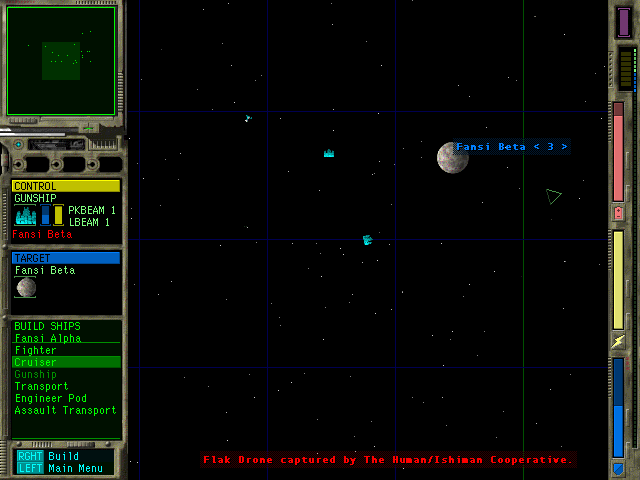 CONTROL
GUNSHIP
PKBEAM 1
LBEAM 1
Fansi Beta
TARGET
Fansi Beta
BUILD SHIPS
Fansi Alpha
Fighter
Cruiser
Gunship
Transport
Engineer Pod
Assault Transport
RGHT Build
LEFT Main Menu
Fansi Beta < 3 >
Flak Drone captured by The Human/Ishiman Cooperative.